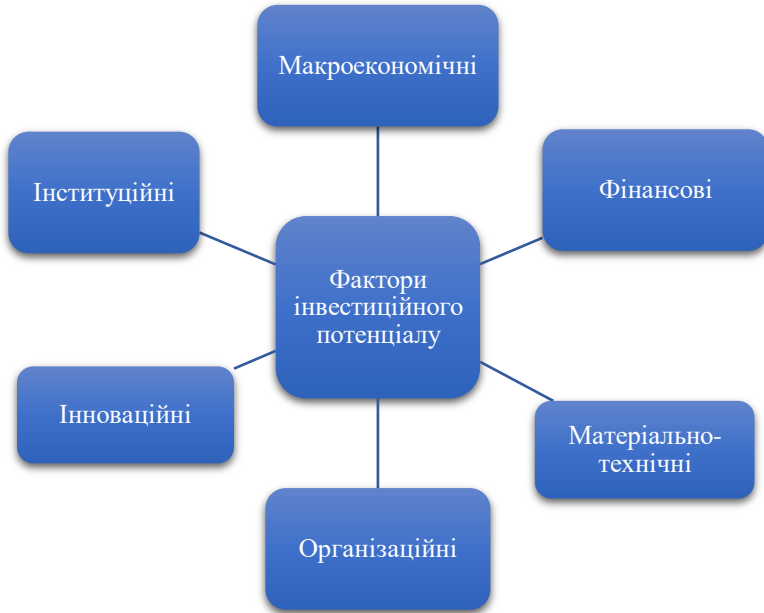 Макроекономічні
Інституційні
Фінансові
Фактори
інвестиційного
потенціалу
Інноваційні
Матеріально-
технічні
Організаційні